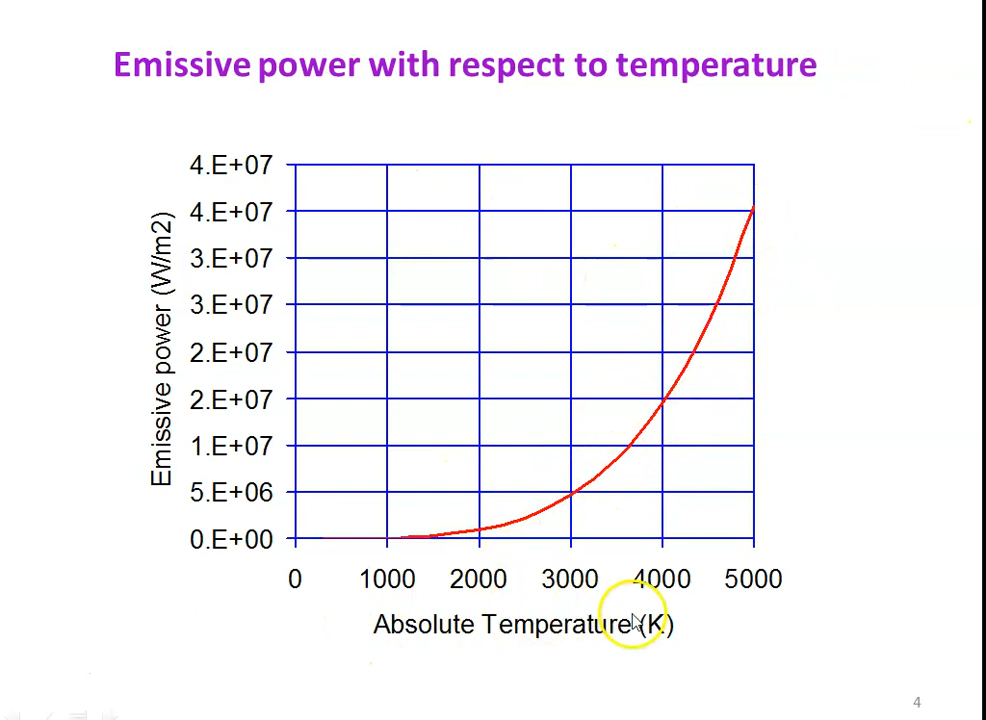 Emissive power with respect to temperature
4.E+07
4.E+07
3.E+07
3.E+07
2.E+07
2.E+07
1.E+07
5.E+06
0.E+00
Emissive power (W/m2)
0 1000 2000 3000 4000 5000
Absolute Temperature (K)
4